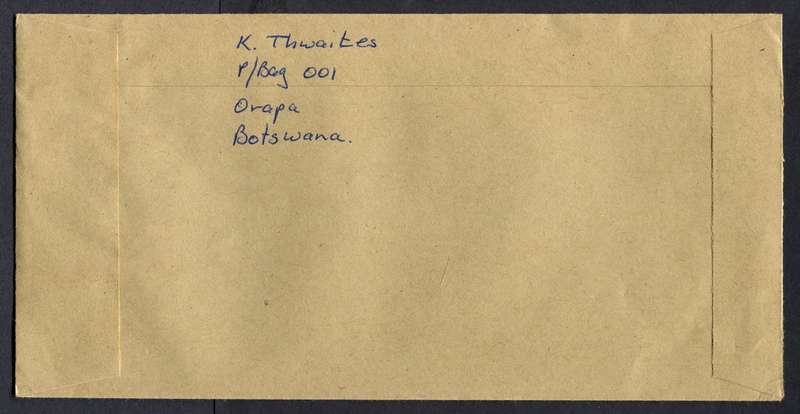 K. Thwaites
P/Bag 001
Orapa
Botswana.